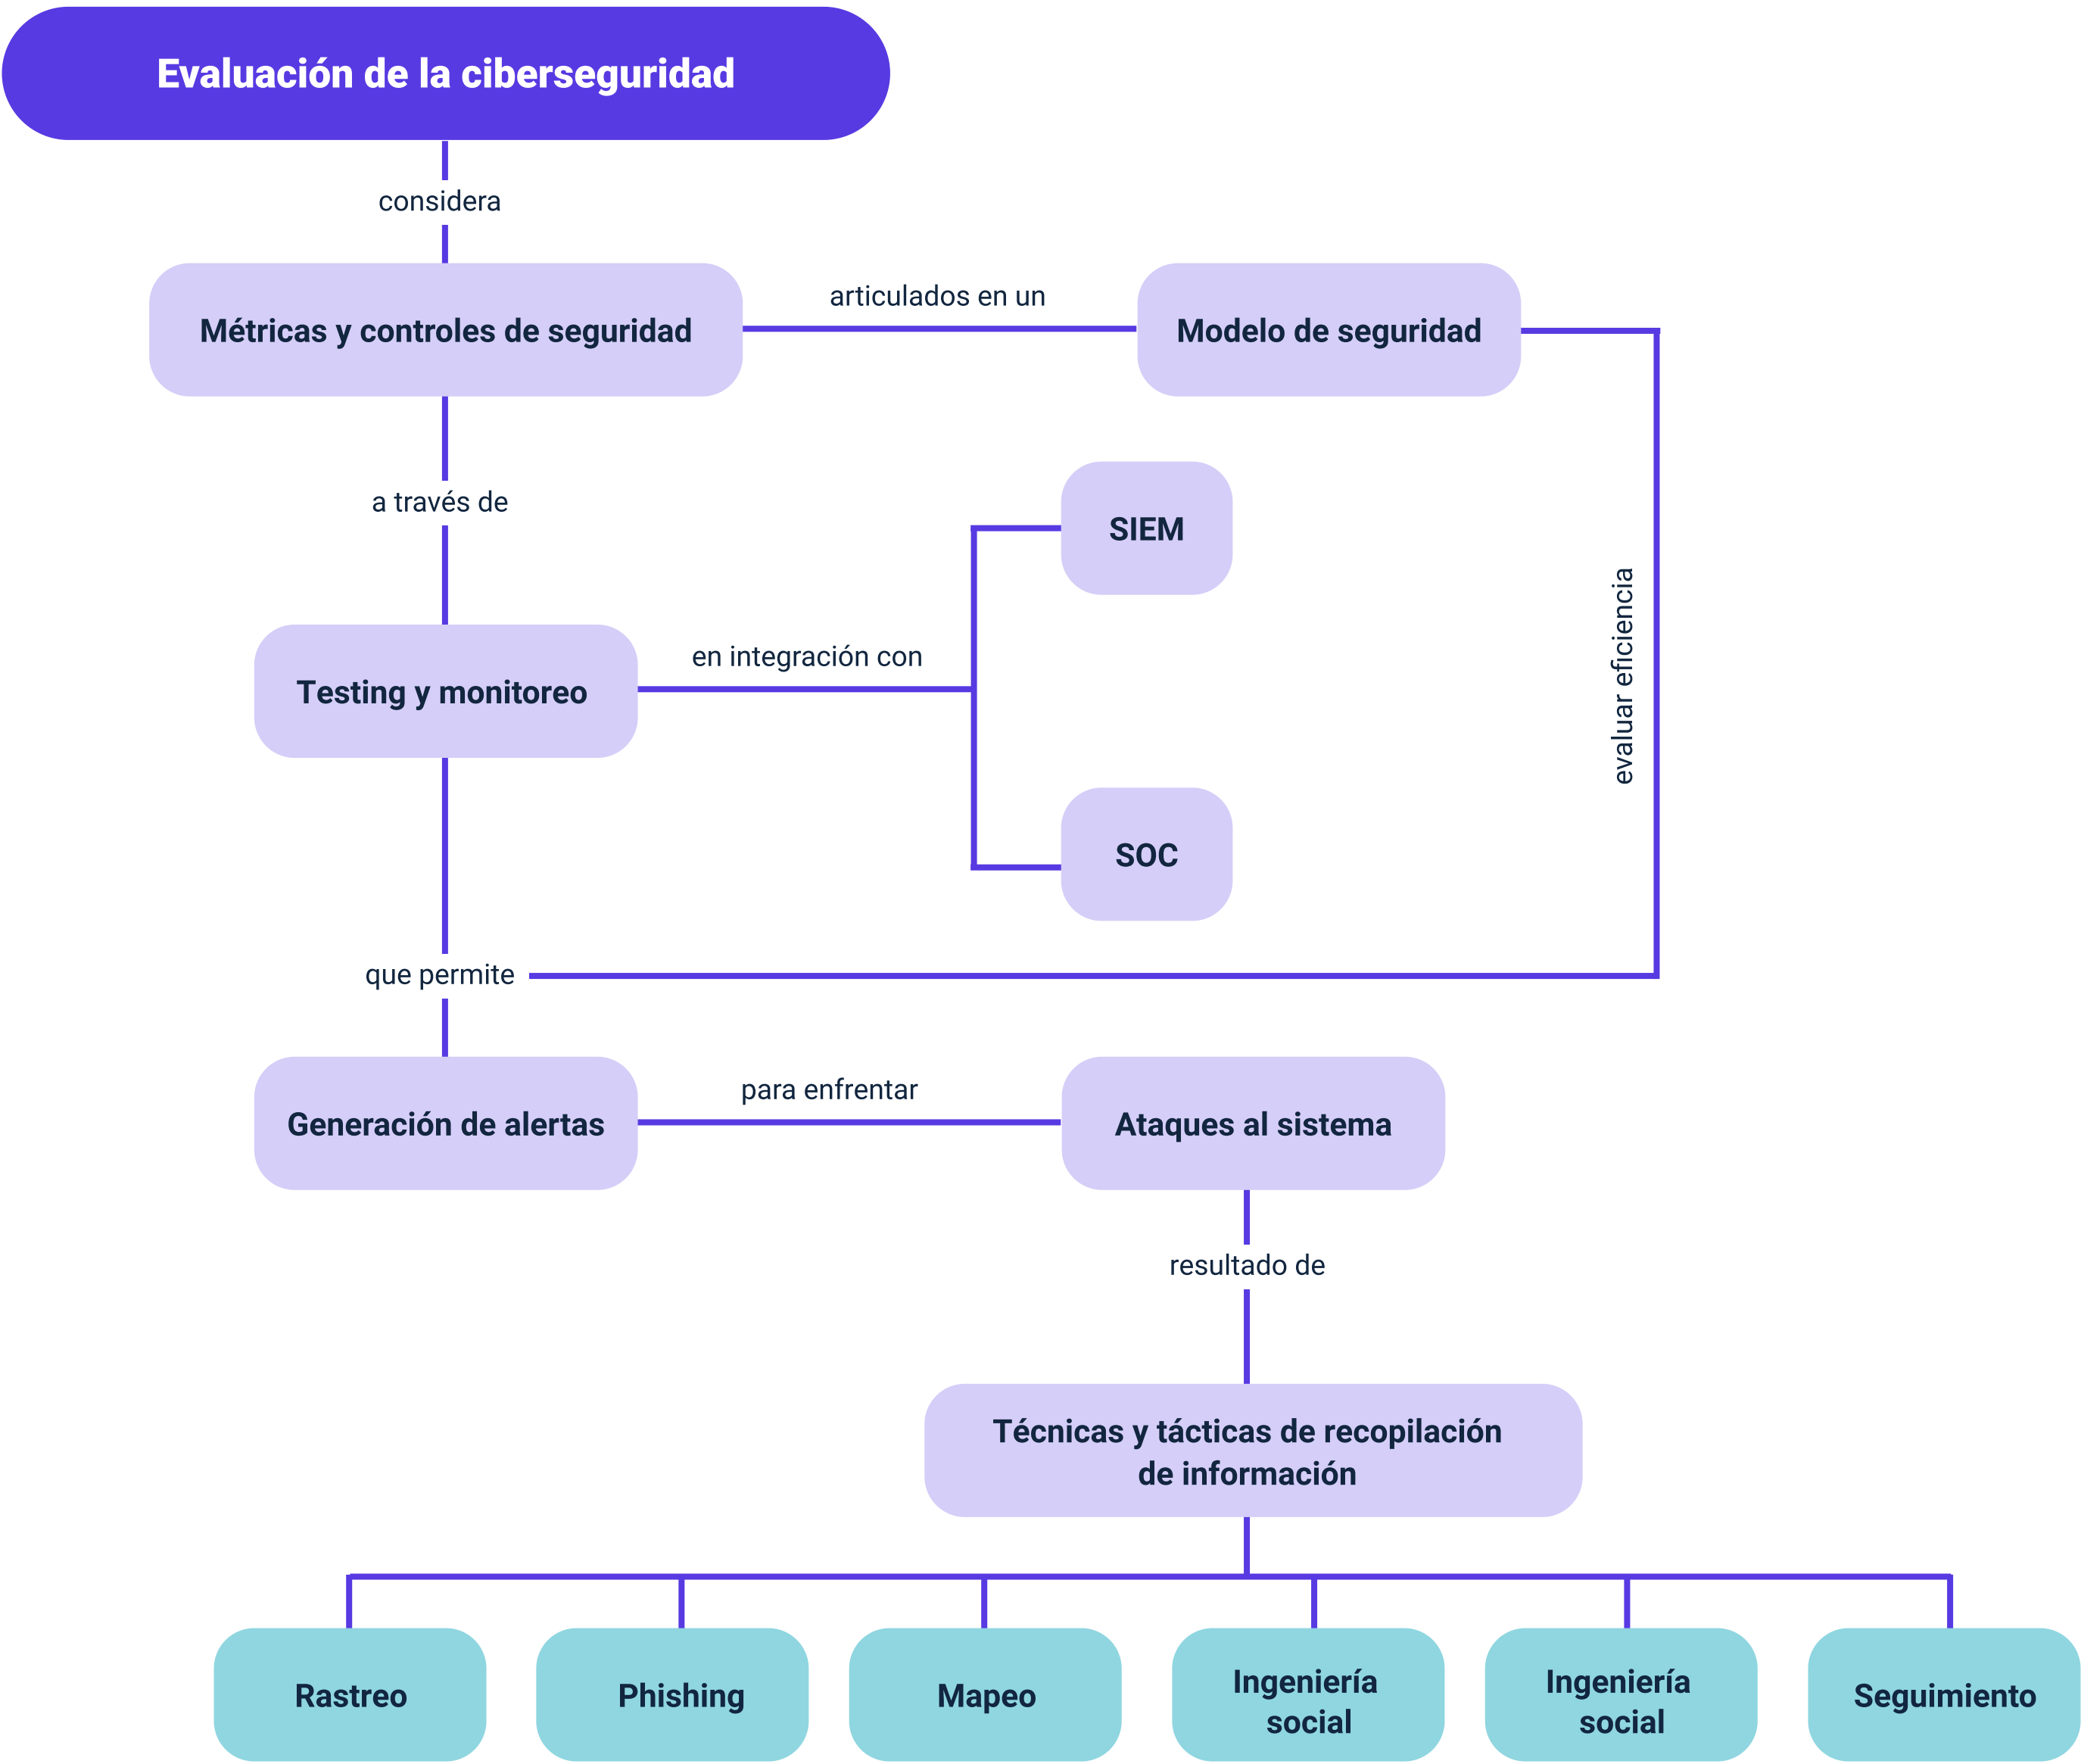 Evaluación de la ciberseguridad
considera
articulados en un
Métricas y controles de seguridad
Modelo de seguridad
a través de
SIEM
evaluar eficiencia
en integración con
Testing y monitoreo
SOC
que permite
para enfrentar
Generación de alertas
Ataques al sistema
resultado de
Técnicas y tácticas de recopilación
de información
Rastreo
Phishing
Mapeo
Ingeniería
social
Ingeniería
social
Seguimiento